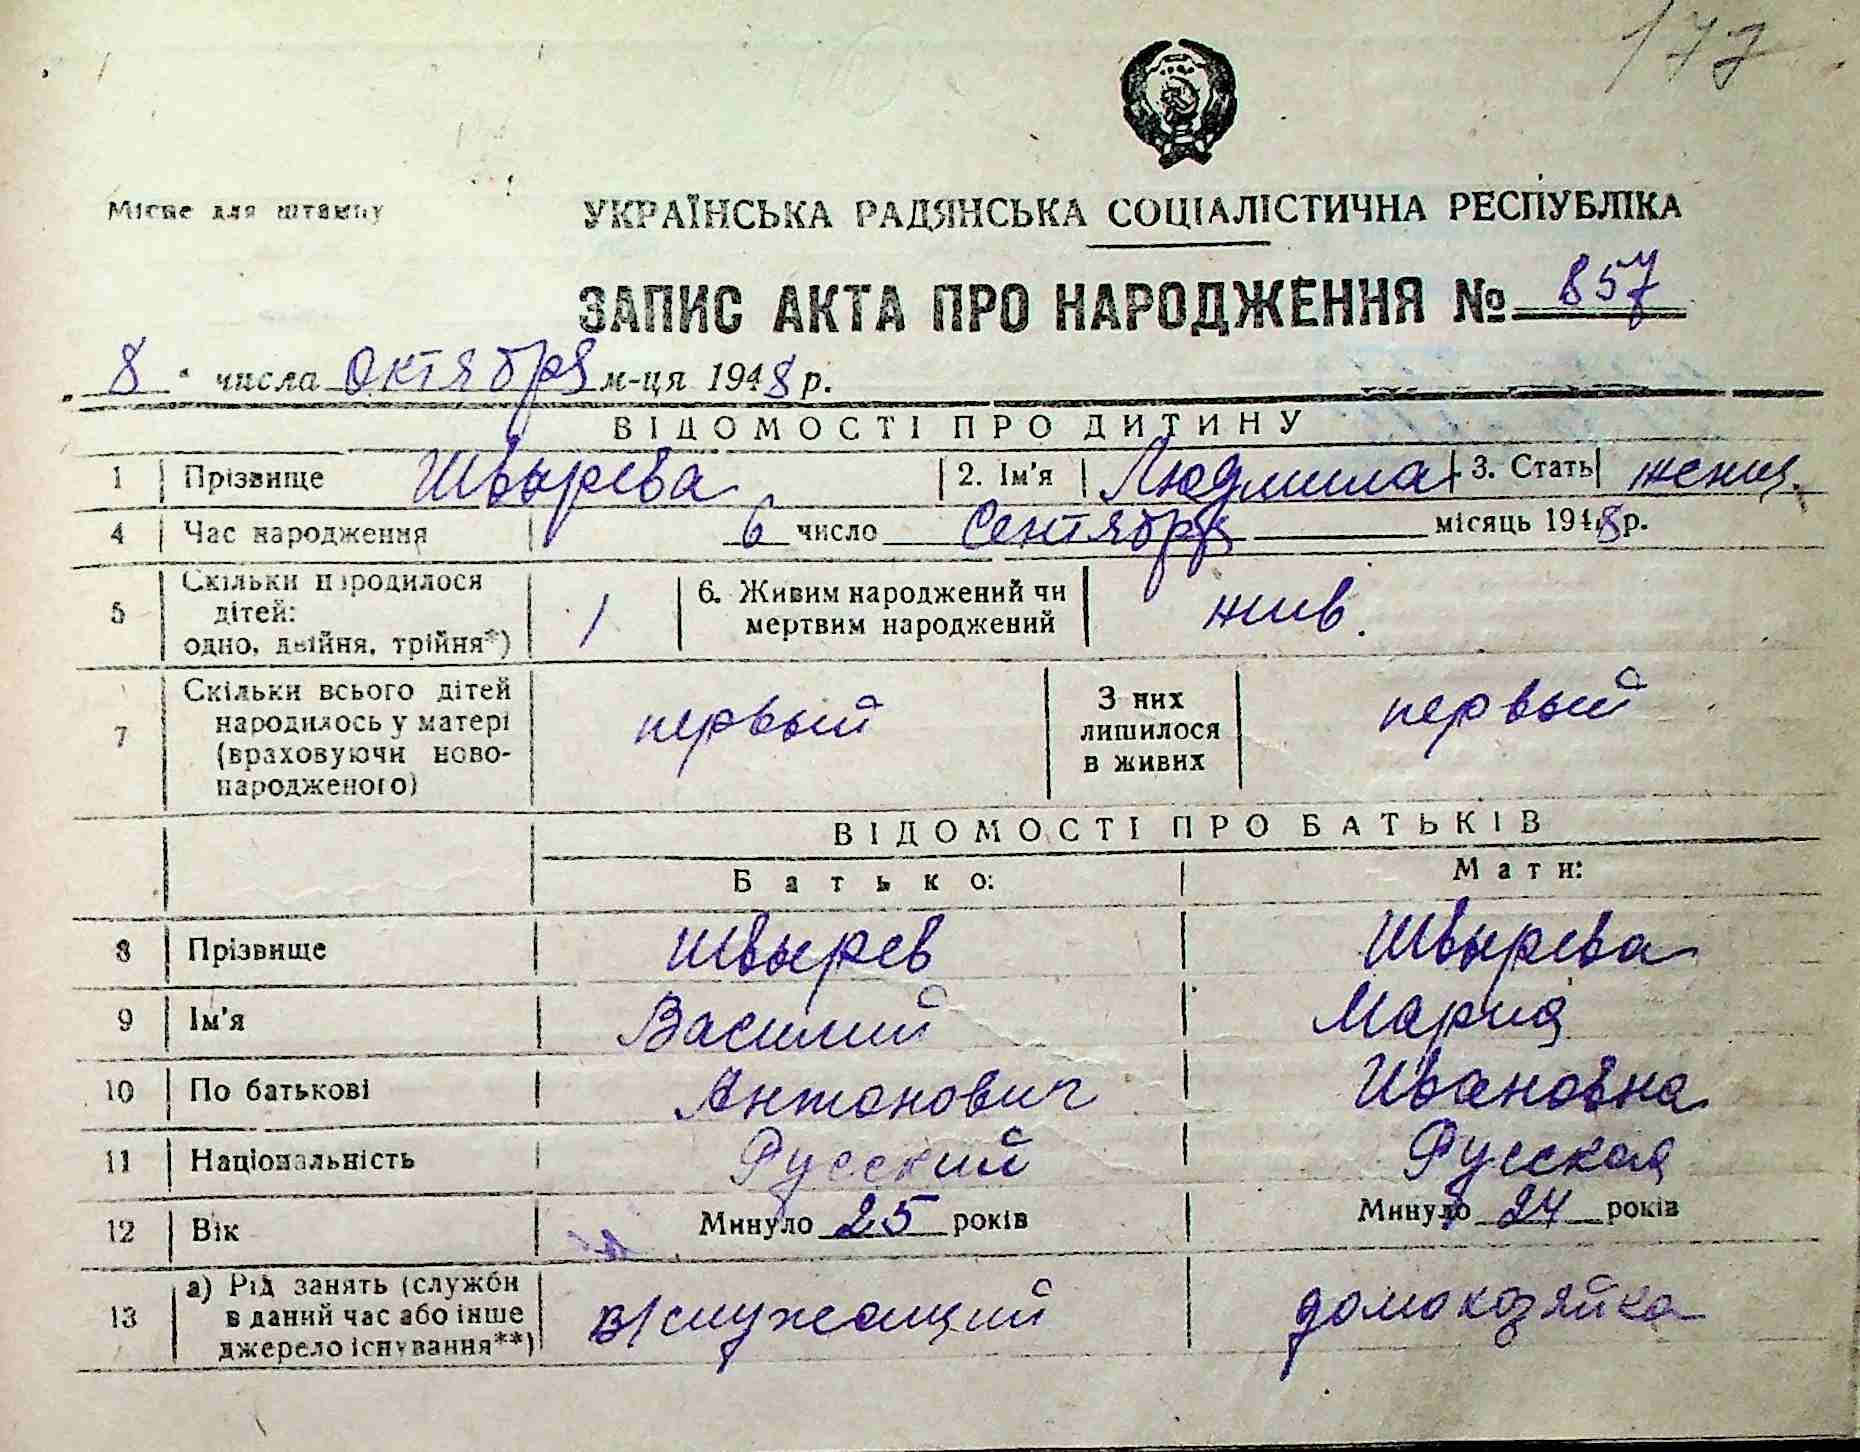 177
Місце для штампу
УКРАЇНСЬКА РАДЯНСЬКА СОЦІАЛІСТИЧНА РЕСПУБЛІКА
ЗАПИС АКТА ПРО НАРОДЖЕННЯ № 857
„ 8 “ числа октября м-ця 1948 р.
ВІДОМОСТІ ПРО ДИТИНУ
1 Прізвище Швырева 2. Ім'я Людмила 3. Стать женщ.
4 Час народження 6 число Сентября місяць 1948 р.
5 Скільки народилося
дітей:
одно, двійня, трійня*) 1 6. Живим народжений чи
мертвим народжений жив.
7 Скільки всього дітей
народилось у матері
(враховуючи ново-
народженого) первый З них
лишилося
в живих первый
ВІДОМОСТІ ПРО БАТЬКІВ
Батько: Мати:
8 Прізвище Швырев Швырева
9 Ім'я Василий Мария
10 По батькові Антонович Ивановна
11 Національність Русский Русская
12 Вік Минуло 25 років Минуло 24 років
13 а) Рід занять (служби
в даний час або інше
джерело існування**) в/служащий домохозяйка